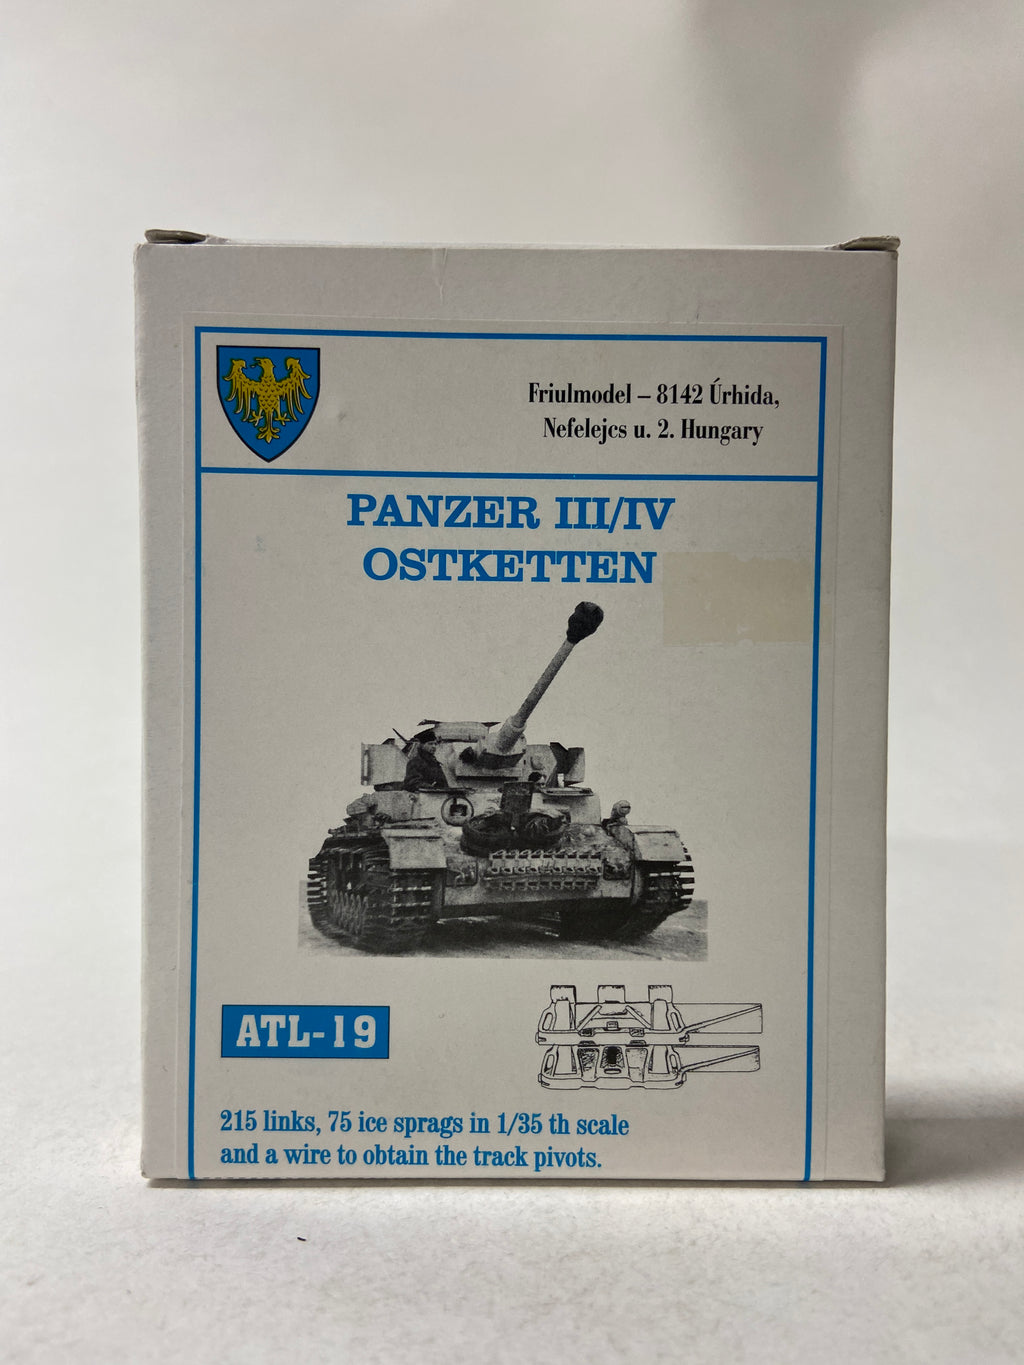 Friulmodel – 8142 Úrhida,
Nefelejcs u. 2. Hungary
PANZER III/IV
OSTKETTEN
ATL-19
215 links, 75 ice sprags in 1/35 th scale
and a wire to obtain the track pivots.